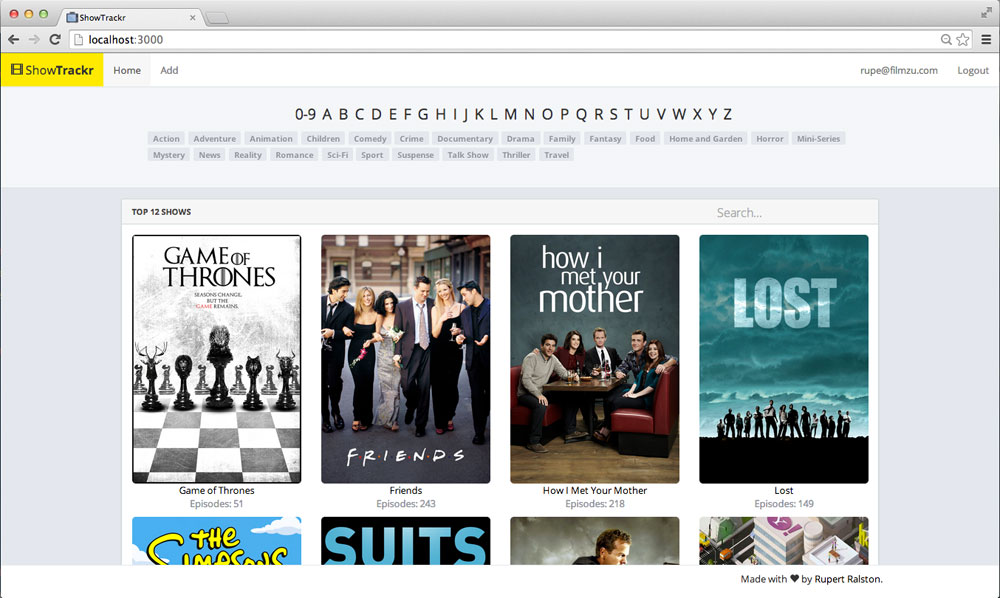 ShowTrackr
localhost:3000
ShowTrackr Home Add rupe@filmzu.com Logout
0-9 A B C D E F G H I J K L M N O P Q R S T U V W X Y Z
Action Adventure Animation Children Comedy Crime Documentary Drama Family Fantasy Food Home and Garden Horror Mini-Series
Mystery News Reality Romance Sci-Fi Sport Suspense Talk Show Thriller Travel
TOP 12 SHOWS Search...
GAME OF
THRONES
SEASONS CHANGE,
BUT THE
GAME REMAINS.
F·R·I·E·N·D·S
how i
met your
mother
LOST
Game of Thrones Friends How I Met Your Mother Lost
Episodes: 51 Episodes: 243 Episodes: 218 Episodes: 149
THE
SIMPSONS
SUITS
Y!
Made with ♥ by Rupert Ralston.